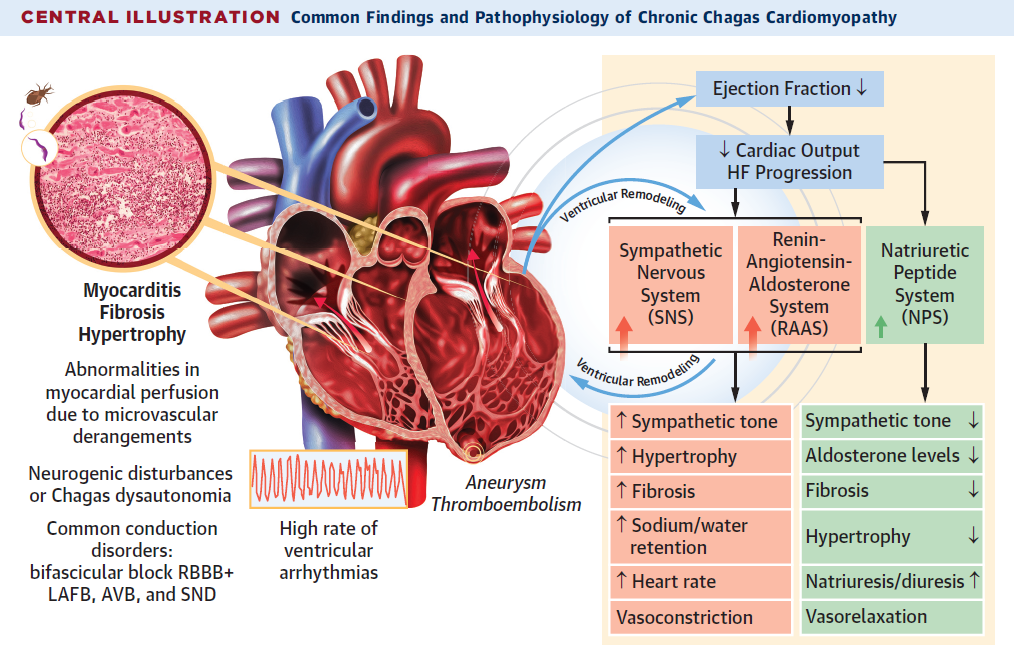 CENTRAL ILLUSTRATION Common Findings and Pathophysiology of Chronic Chagas Cardiomyopathy
Myocarditis
Fibrosis
Hypertrophy
Abnormalities in
myocardial perfusion
due to microvascular
derangements
Neurogenic disturbances
or Chagas dysautonomia
Common conduction
disorders:
bifascicular block RBBB+
LAFB, AVB, and SND
High rate of
ventricular
arrhythmias
Aneurysm
Thromboembolism
Ejection Fraction ↓
↓ Cardiac Output
HF Progression
Ventricular Remodeling
Sympathetic
Nervous
System
(SNS)
↑
Renin-
Angiotensin-
Aldosterone
System
(RAAS)
↑
Natriuretic
Peptide
System
(NPS)
↑
Ventricular Remodeling
↑ Sympathetic tone
↑ Hypertrophy
↑ Fibrosis
↑ Sodium/water
retention
↑ Heart rate
Vasoconstriction
Sympathetic tone ↓
Aldosterone levels ↓
Fibrosis ↓
Hypertrophy ↓
Natriuresis/diuresis ↑
Vasorelaxation